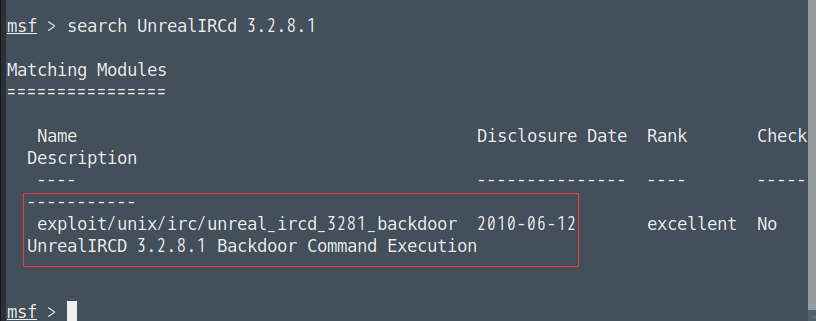 msf > search UnrealIRCd 3.2.8.1
Matching Modules
================
Name Disclosure Date Rank Check
Description
---- --------------- ---- -----
-----------
exploit/unix/irc/unreal_ircd_3281_backdoor 2010-06-12 excellent No
UnrealIRCD 3.2.8.1 Backdoor Command Execution
msf >